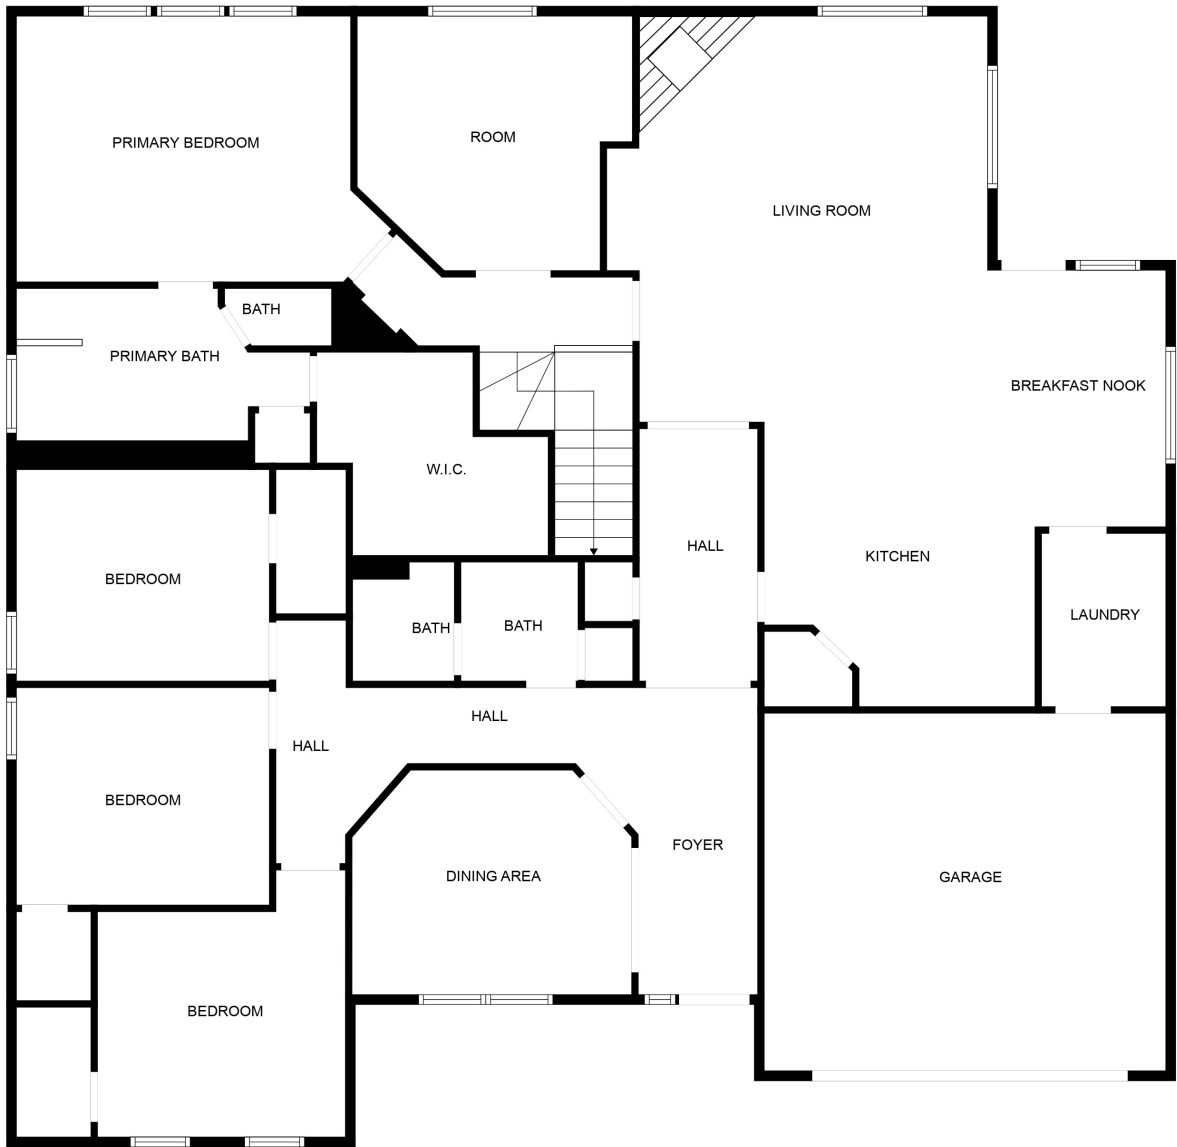 PRIMARY BEDROOM
ROOM
LIVING ROOM
BATH
PRIMARY BATH
BREAKFAST NOOK
W.I.C.
HALL
KITCHEN
BEDROOM
LAUNDRY
BATH
BATH
HALL
HALL
BEDROOM
FOYER
DINING AREA
GARAGE
BEDROOM